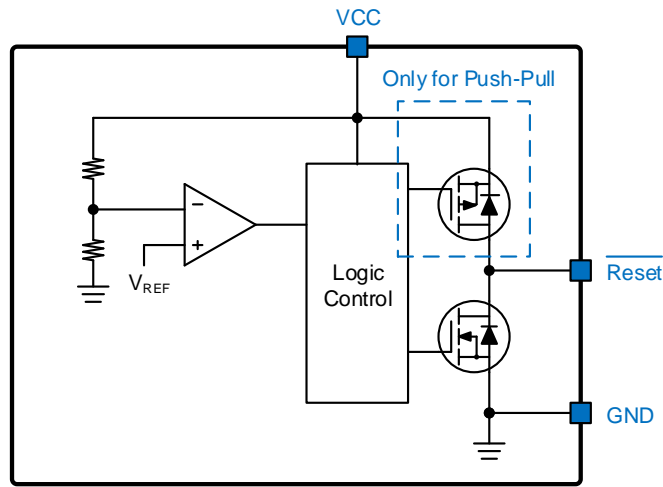 VCC
Only for Push-Pull
−
+
VREF
Logic
Control
Reset
GND